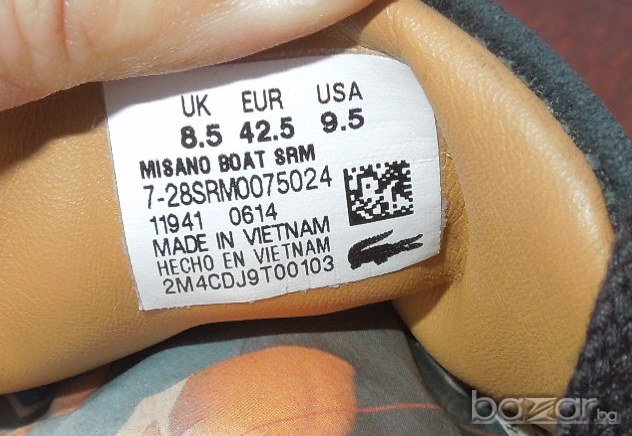 UK EUR USA
8.5 42.5 9.5
MISANO BOAT SRM
7-28SRM0075024
11941 0614
MADE IN VIETNAM
HECHO EN VIETNAM
2M4CDJ9T00103
bazar.bg